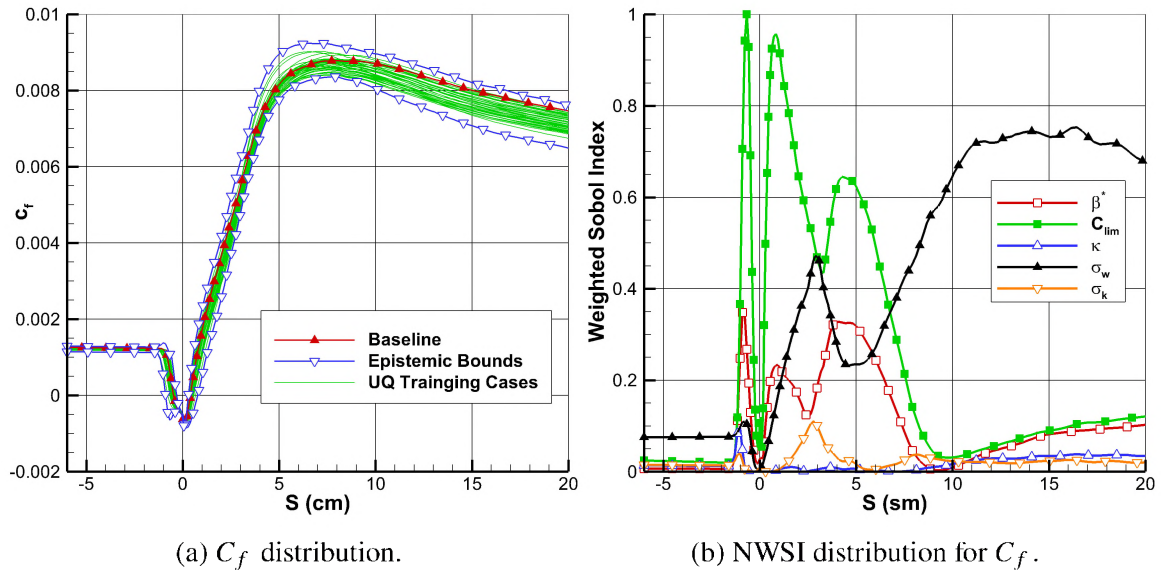 0.01
0.008
0.006
0.004
0.002
0
-0.002
c_f
-5 0 5 10 15 20
S (cm)
Baseline
Epistemic Bounds
UQ Trainging Cases
(a) C_f distribution.
1
0.8
0.6
0.4
0.2
0
Weighted Sobol Index
-5 0 5 10 15 20
S (sm)
β*
C_lim
κ
σ_w
σ_k
(b) NWSI distribution for C_f.